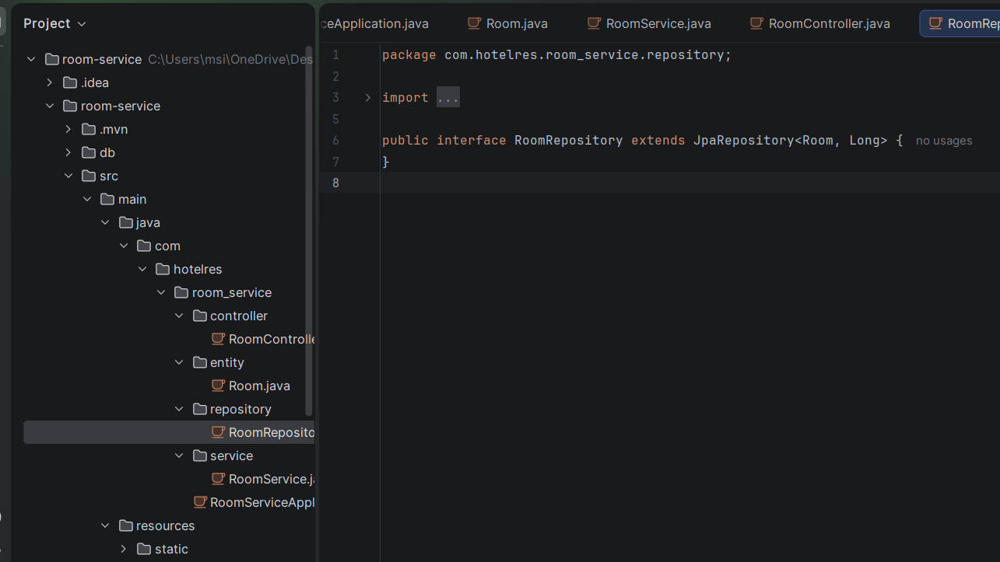 Project
room-service C:\Users\msi\OneDrive\Des
.idea
room-service
.mvn
db
src
main
java
com
hotelres
room_service
controller
RoomControlle
entity
Room.java
repository
RoomReposito
service
RoomService.ja
RoomServiceAppl
resources
static
ceApplication.java Room.java RoomService.java RoomController.java RoomRep
1 package com.hotelres.room_service.repository;
2
3 import ...
5
6 public interface RoomRepository extends JpaRepository<Room, Long> { no usages
7 }
8